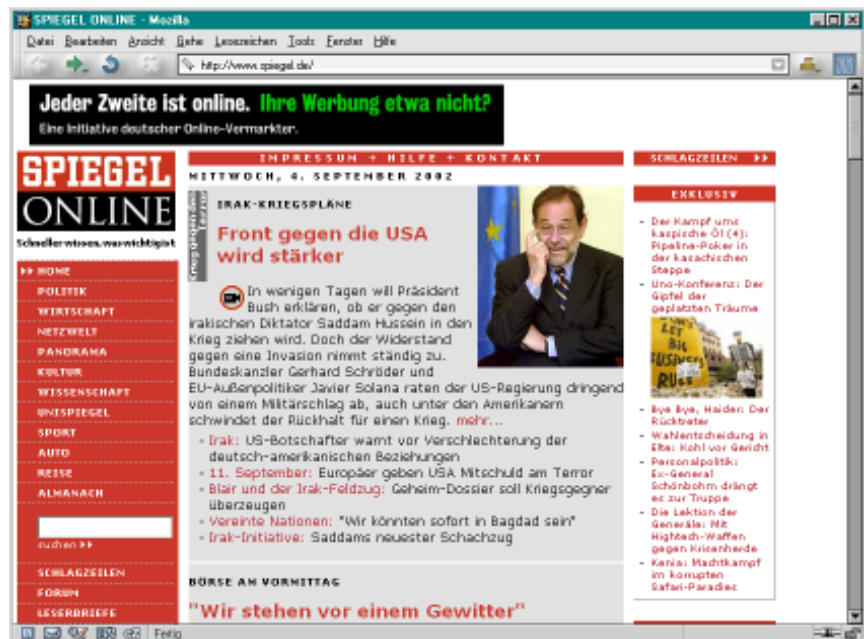 SPIEGEL ONLINE - Mozilla
Datei Bearbeiten Ansicht Gehe Lesezeichen Tools Fenster Hilfe
http://www.spiegel.de/
Jeder Zweite ist online. Ihre Werbung etwa nicht?
Eine Initiative deutscher Online-Vermarkter.
SPIEGEL
ONLINE
Schneller wissen, was wichtig ist
HOME
POLITIK
WIRTSCHAFT
NETZWELT
PANORAMA
KULTUR
WISSENSCHAFT
UNISPIEGEL
SPORT
AUTO
REISE
ALMANACH
suchen
SCHLAGZEILEN
FORUM
LESERBRIEFE
IMPRESSUM + HILFE + KONTAKT
MITTWOCH, 4. SEPTEMBER 2002
Krieg gegen den
Terror
IRAK-KRIEGSPLÄNE
Front gegen die USA
wird stärker
In wenigen Tagen will Präsident
Bush erklären, ob er gegen den
irakischen Diktator Saddam Hussein in den
Krieg ziehen wird. Doch der Widerstand
gegen eine Invasion nimmt ständig zu.
Bundeskanzler Gerhard Schröder und
EU-Außenpolitiker Javier Solana raten der US-Regierung dringend
von einem Militärschlag ab, auch unter den Amerikanern
schwindet der Rückhalt für einen Krieg. mehr...
Irak: US-Botschafter warnt vor Verschlechterung der
deutsch-amerikanischen Beziehungen
11. September: Europäer geben USA Mitschuld am Terror
Blair und der Irak-Feldzug: Geheim-Dossier soll Kriegsgegner
überzeugen
Vereinte Nationen: "Wir könnten sofort in Bagdad sein"
Irak-Initiative: Saddams neuester Schachzug
BÖRSE AM VORMITTAG
"Wir stehen vor einem Gewitter"
SCHLAGZEILEN
EXKLUSIV
- Der Kampf ums
kaspische Öl (4):
Pipeline-Poker in
der kasachischen
Steppe
- Uno-Konferenz: Der
Gipfel der
geplatzten Träume
DON'T
LET BIG
BUSINESS
RULE
- Bye Bye, Haider: Der
Rücktreter
- Wahlentscheidung in
Elte: Kohl vor Gericht
- Personalpolitik:
Ex-General
Schönbohm drängt
es zur Truppe
- Die Lektion der
Generäle: Mit
Hightech-Waffen
gegen Krisenherde
- Kenia: Machtkampf
im korrupten
Safari-Paradies
Fertig